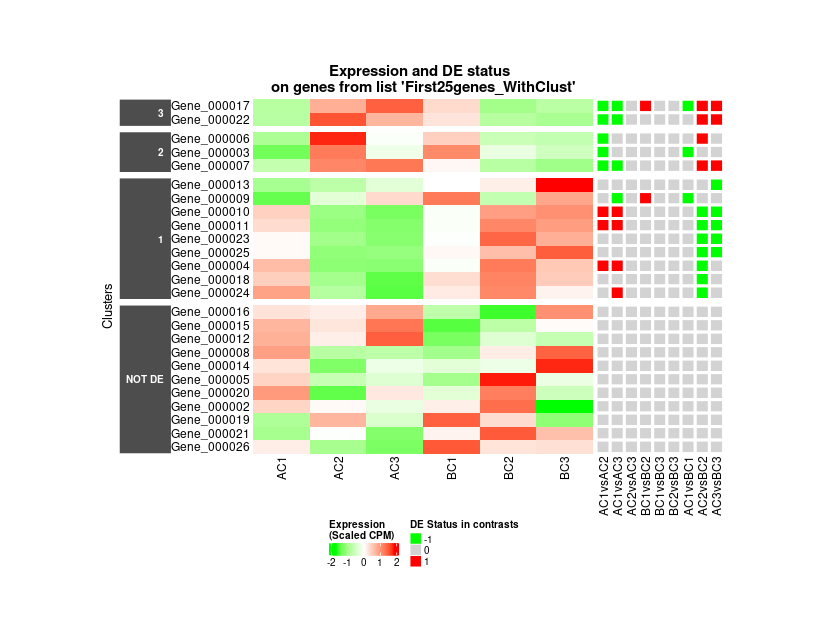 Expression and DE status
on genes from list 'First25genes_WithClust'
3
Gene_000017
Gene_000022
2
Gene_000006
Gene_000003
Gene_000007
1
Gene_000013
Gene_000009
Gene_000010
Gene_000011
Gene_000023
Gene_000025
Gene_000004
Gene_000018
Gene_000024
Clusters
NOT DE
Gene_000016
Gene_000015
Gene_000012
Gene_000008
Gene_000014
Gene_000005
Gene_000020
Gene_000002
Gene_000019
Gene_000021
Gene_000026
AC1
AC2
AC3
BC1
BC2
BC3
AC1vsAC2
AC1vsAC3
AC2vsAC3
BC1vsBC2
BC1vsBC3
BC2vsBC3
AC1vsBC1
AC2vsBC2
AC3vsBC3
Expression
(Scaled CPM)
-2 -1 0 1 2
DE Status in contrasts
-1
0
1